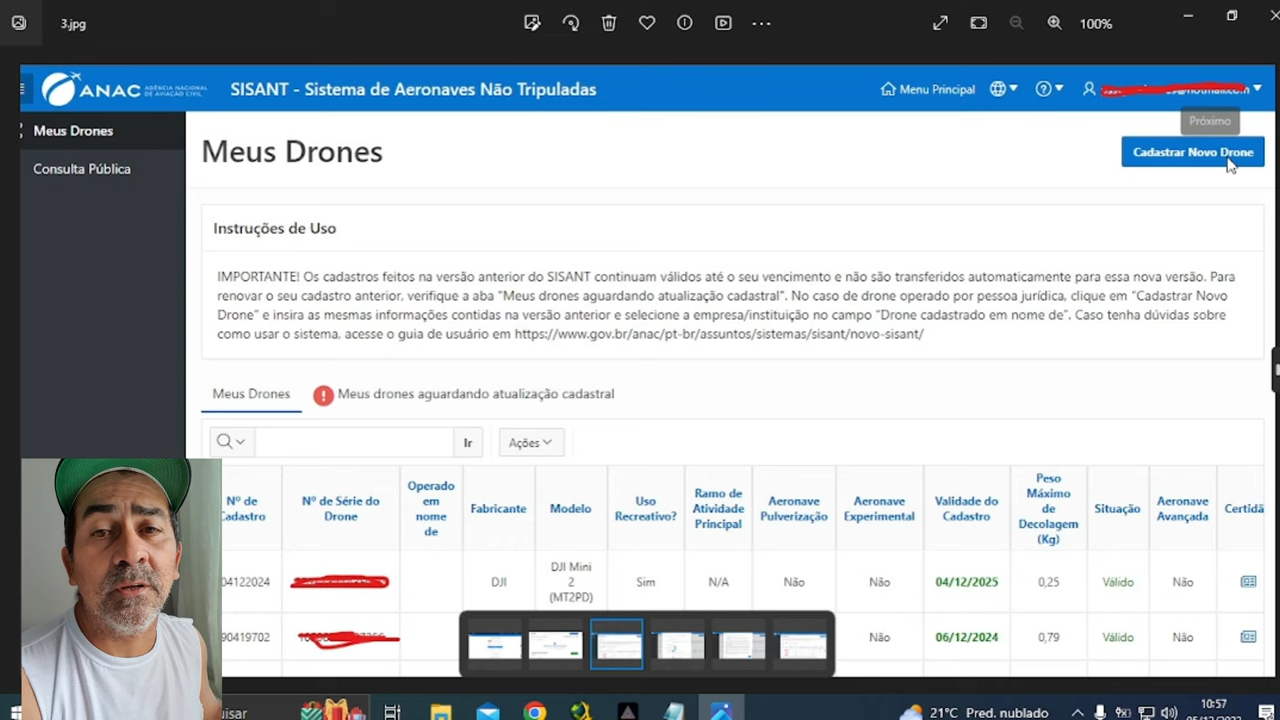 3.jpg
100%
ANAC AGÊNCIA NACIONAL DE AVIAÇÃO CIVIL
SISANT - Sistema de Aeronaves Não Tripuladas
Menu Principal
Próximo
Meus Drones
Consulta Pública
Meus Drones
Cadastrar Novo Drone
Instruções de Uso
IMPORTANTE! Os cadastros feitos na versão anterior do SISANT continuam válidos até o seu vencimento e não são transferidos automaticamente para essa nova versão. Para
renovar o seu cadastro anterior, verifique a aba "Meus drones aguardando atualização cadastral". No caso de drone operado por pessoa jurídica, clique em "Cadastrar Novo
Drone" e insira as mesmas informações contidas na versão anterior e selecione a empresa/instituição no campo "Drone cadastrado em nome de". Caso tenha dúvidas sobre
como usar o sistema, acesse o guia de usuário em https://www.gov.br/anac/pt-br/assuntos/sistemas/sisant/novo-sisant/
Meus Drones
Meus drones aguardando atualização cadastral
Ir
Ações
Nº de Cadastro
Nº de Série do Drone
Operado em nome de
Fabricante
Modelo
Uso Recreativo?
Ramo de Atividade Principal
Aeronave Pulverização
Aeronave Experimental
Validade do Cadastro
Peso Máximo de Decolagem (Kg)
Situação
Aeronave Avançada
Certidã
04122024
DJI
DJI Mini 2 (MT2PD)
Sim
N/A
Não
Não
04/12/2025
0,25
Válido
Não
90419702
Não
06/12/2024
0,79
Válido
Não
uisar
21°C Pred. nublado
10:57